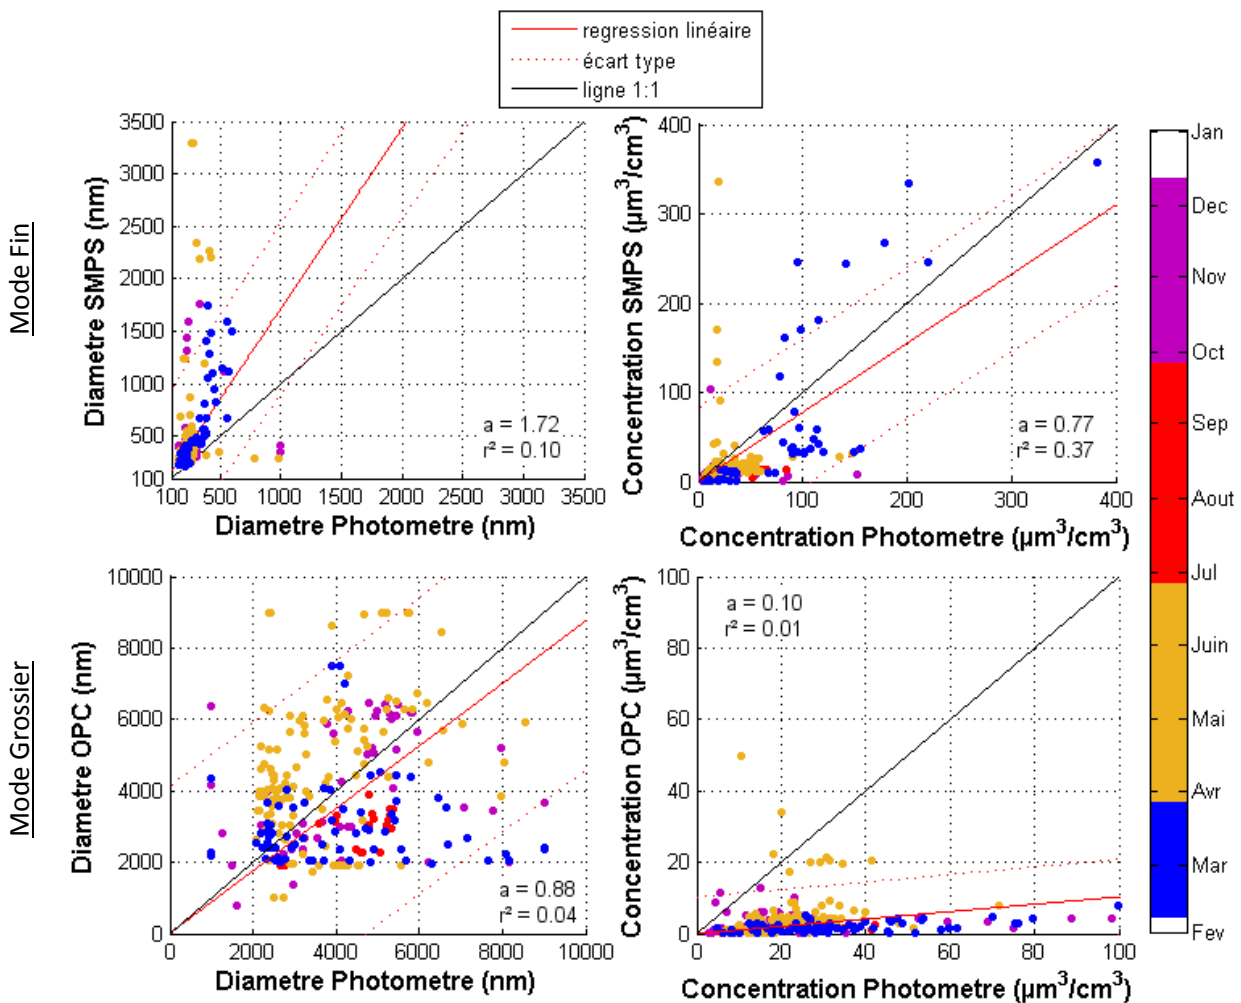 regression linéaire
écart type
ligne 1:1
Mode Fin
Diametre SMPS (nm)
3500
3000
2500
2000
1500
1000
500
100
a = 1.72
r² = 0.10
100 500 1000 1500 2000 2500 3000 3500
Diametre Photometre (nm)
Concentration SMPS (µm³/cm³)
400
300
200
100
0
a = 0.77
r² = 0.37
0 100 200 300 400
Concentration Photometre (µm³/cm³)
Mode Grossier
Diametre OPC (nm)
10000
8000
6000
4000
2000
0
a = 0.88
r² = 0.04
0 2000 4000 6000 8000 10000
Diametre Photometre (nm)
Concentration OPC (µm³/cm³)
100
80
60
40
20
0
a = 0.10
r² = 0.01
0 20 40 60 80 100
Concentration Photometre (µm³/cm³)
Jan
Dec
Nov
Oct
Sep
Aout
Jul
Juin
Mai
Avr
Mar
Fev